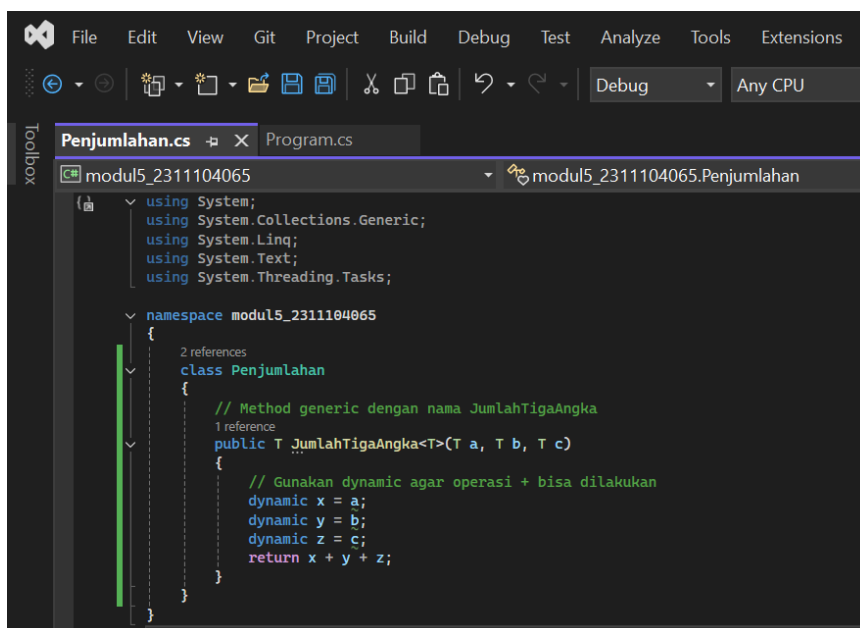 File Edit View Git Project Build Debug Test Analyze Tools Extensions
Debug Any CPU
Toolbox
Penjumlahan.cs Program.cs
C# modul5_2311104065 modul5_2311104065.Penjumlahan
using System;
using System.Collections.Generic;
using System.Linq;
using System.Text;
using System.Threading.Tasks;
namespace modul5_2311104065
{
2 references
class Penjumlahan
{
// Method generic dengan nama JumlahTigaAngka
1 reference
public T JumlahTigaAngka<T>(T a, T b, T c)
{
// Gunakan dynamic agar operasi + bisa dilakukan
dynamic x = a;
dynamic y = b;
dynamic z = c;
return x + y + z;
}
}
}